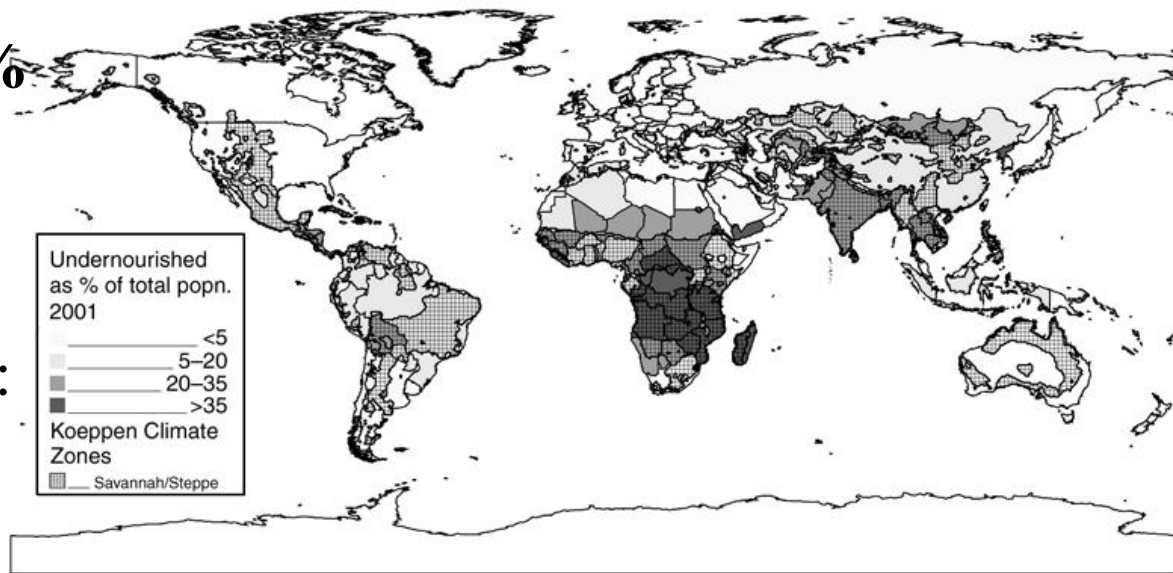 %
Undernourished
as % of total popn.
2001
<5
5–20
20–35
>35
Koeppen Climate
Zones
Savannah/Steppe
: